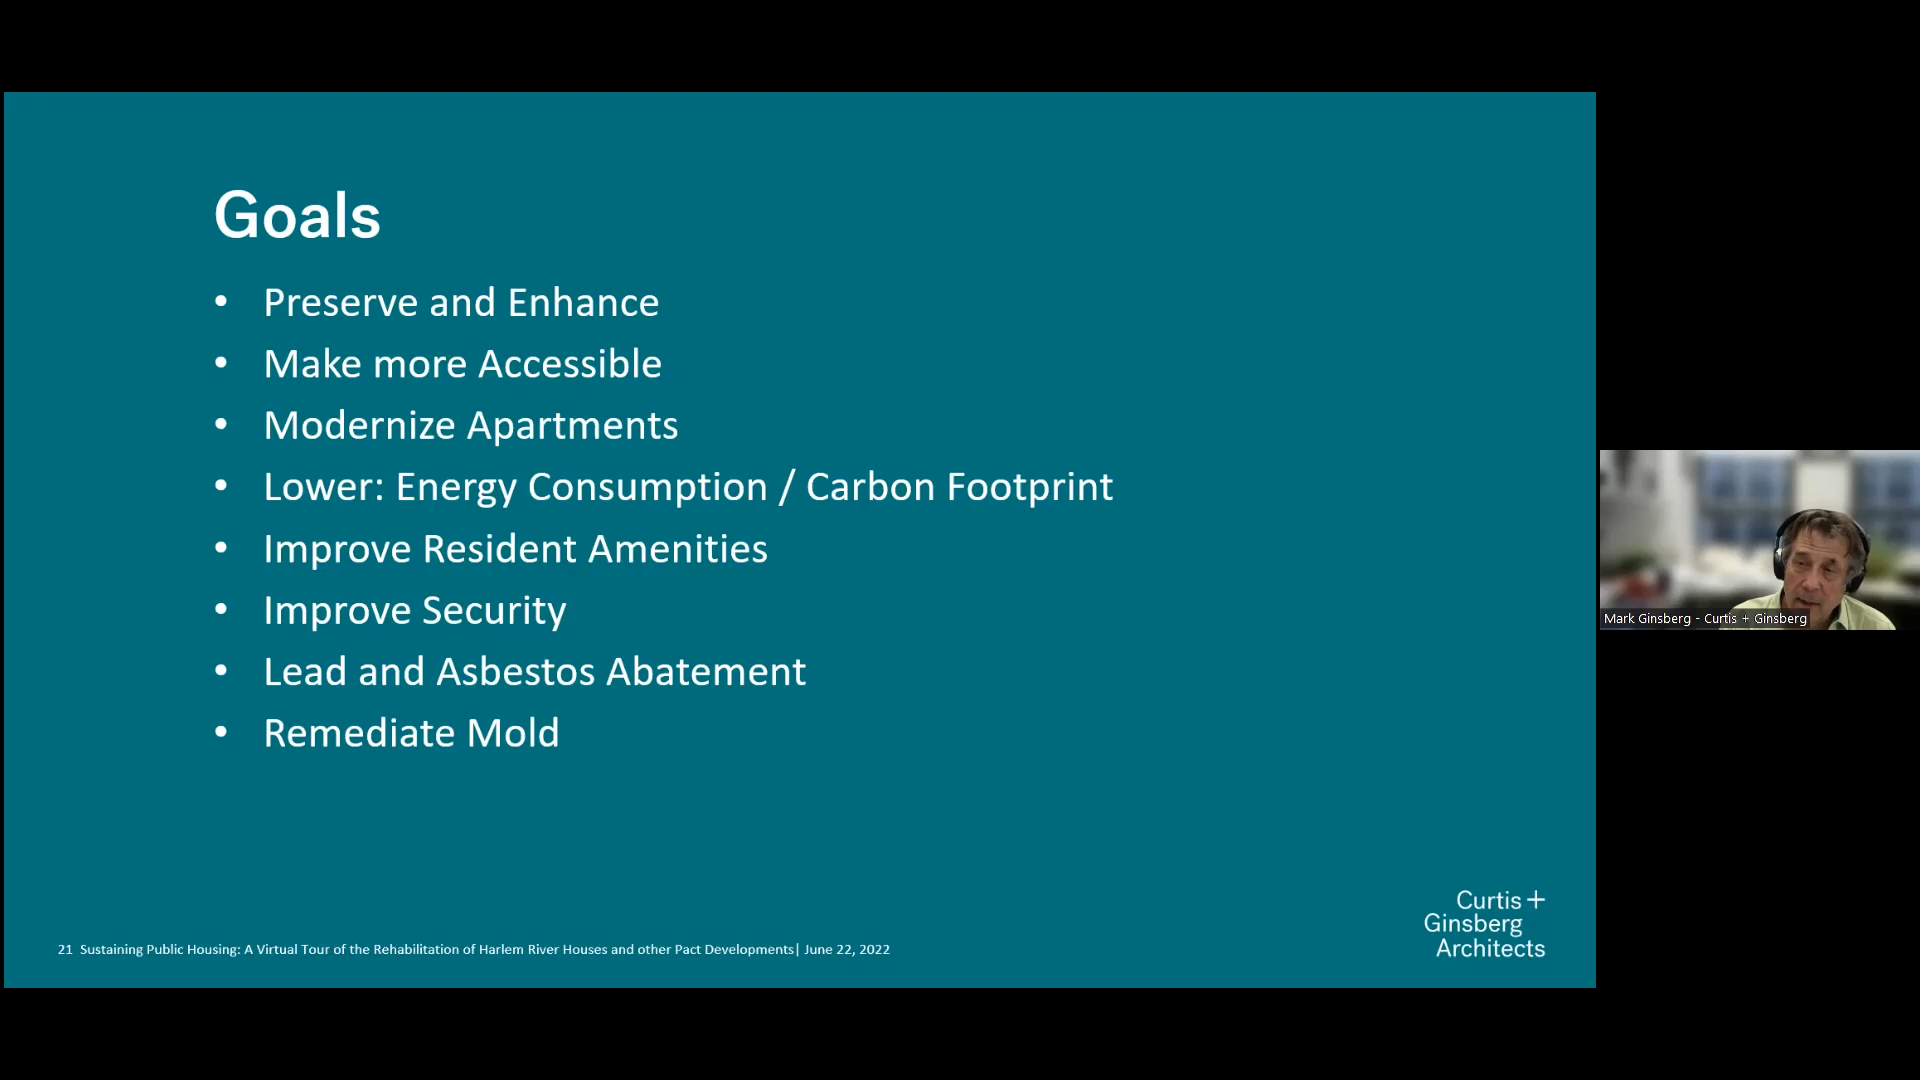 Goals
• Preserve and Enhance
• Make more Accessible
• Modernize Apartments
• Lower: Energy Consumption / Carbon Footprint
• Improve Resident Amenities
• Improve Security
• Lead and Asbestos Abatement
• Remediate Mold
21 Sustaining Public Housing: A Virtual Tour of the Rehabilitation of Harlem River Houses and other Pact Developments| June 22, 2022
Curtis +
Ginsberg
Architects
Mark Ginsberg - Curtis + Ginsberg